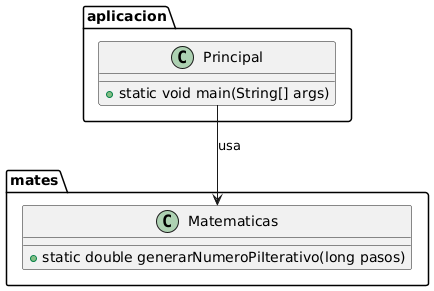 aplicacion
C Principal
static void main(String[] args)
usa
mates
C Matematicas
static double generarNumeroPiIterativo(long pasos)